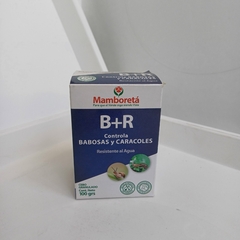 Mamboretá
B+R
Controla
BABOSAS y CARACOLES
Resistente al Agua
100 grs